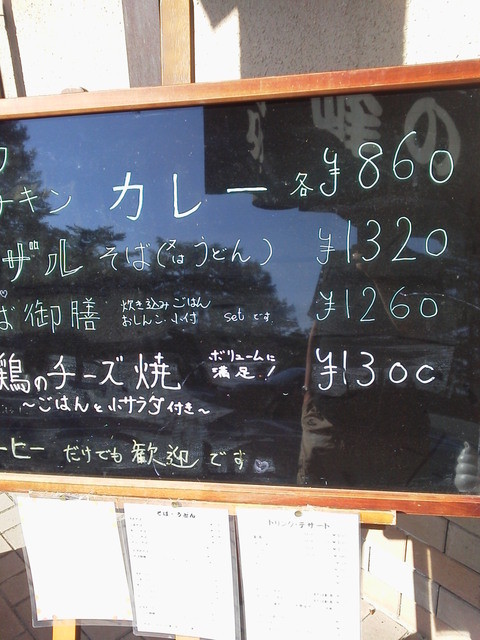 チキン カレー 各¥860
ザル そば(又はうどん) ¥1320
ば御膳 炊き込みごはん おしんこ・小付 set です。 ¥1260
鶏のチーズ焼 ボリュームに満足! ¥1300
~ごはんと小サラダ付き~
ーヒー だけでも歓迎です
そば・うどん
ドリンク・デザート